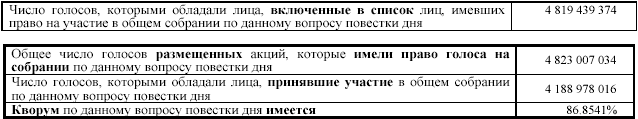 Число голосов, которыми обладали лица, включенные в список лиц, имевших 4 819 439 374
право на участие в общем собрании по данному вопросу повестки дня
Общее число голосов размещенных акций, которые имели право голоса на 4 823 007 034
собрании по данному вопросу повестки дня
Число голосов, которыми обладали лица, принявшие участие в общем собрании 4 188 978 016
по данному вопросу повестки дня
Кворум по данному вопросу повестки дня имеется 86.8541%